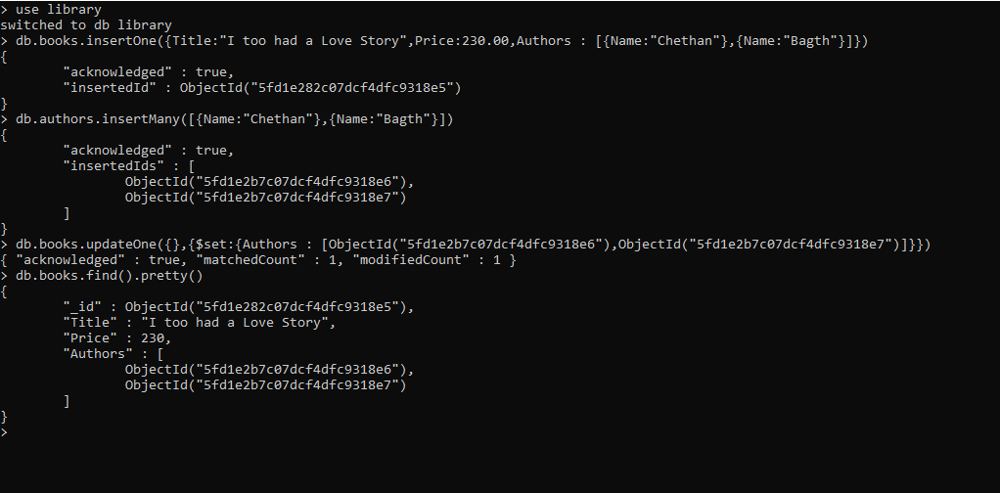 > use library
switched to db library
> db.books.insertOne({Title:"I too had a Love Story",Price:230.00,Authors : [{Name:"Chethan"},{Name:"Bagth"}]})
{
        "acknowledged" : true,
        "insertedId" : ObjectId("5fd1e282c07dcf4dfc9318e5")
}
> db.authors.insertMany([{Name:"Chethan"},{Name:"Bagth"}])
{
        "acknowledged" : true,
        "insertedIds" : [
                ObjectId("5fd1e2b7c07dcf4dfc9318e6"),
                ObjectId("5fd1e2b7c07dcf4dfc9318e7")
        ]
}
> db.books.updateOne({},{$set:{Authors : [ObjectId("5fd1e2b7c07dcf4dfc9318e6"),ObjectId("5fd1e2b7c07dcf4dfc9318e7")]}})
{ "acknowledged" : true, "matchedCount" : 1, "modifiedCount" : 1 }
> db.books.find().pretty()
{
        "_id" : ObjectId("5fd1e282c07dcf4dfc9318e5"),
        "Title" : "I too had a Love Story",
        "Price" : 230,
        "Authors" : [
                ObjectId("5fd1e2b7c07dcf4dfc9318e6"),
                ObjectId("5fd1e2b7c07dcf4dfc9318e7")
        ]
}
>